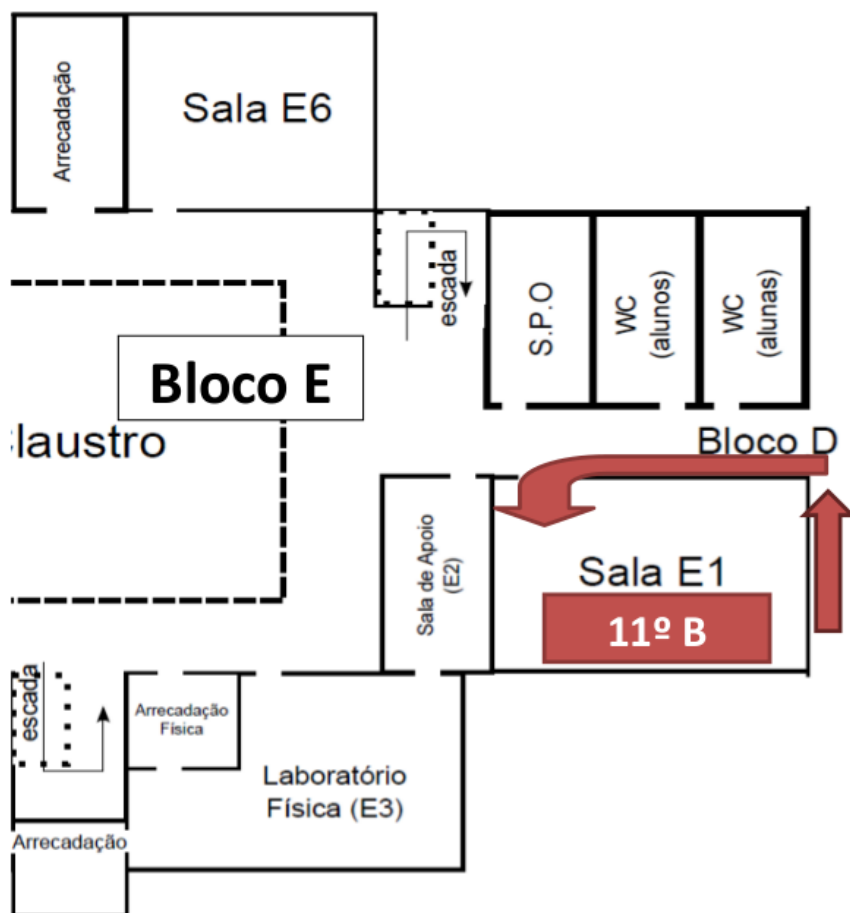 Arrecadação
Sala E6
escada
S.P.O
WC
(alunos)
WC
(alunas)
Bloco E
laustro
Bloco D
Sala de Apoio
(E2)
Sala E1
11º B
escada
Arrecadação
Física
Laboratório
Física (E3)
Arrecadação